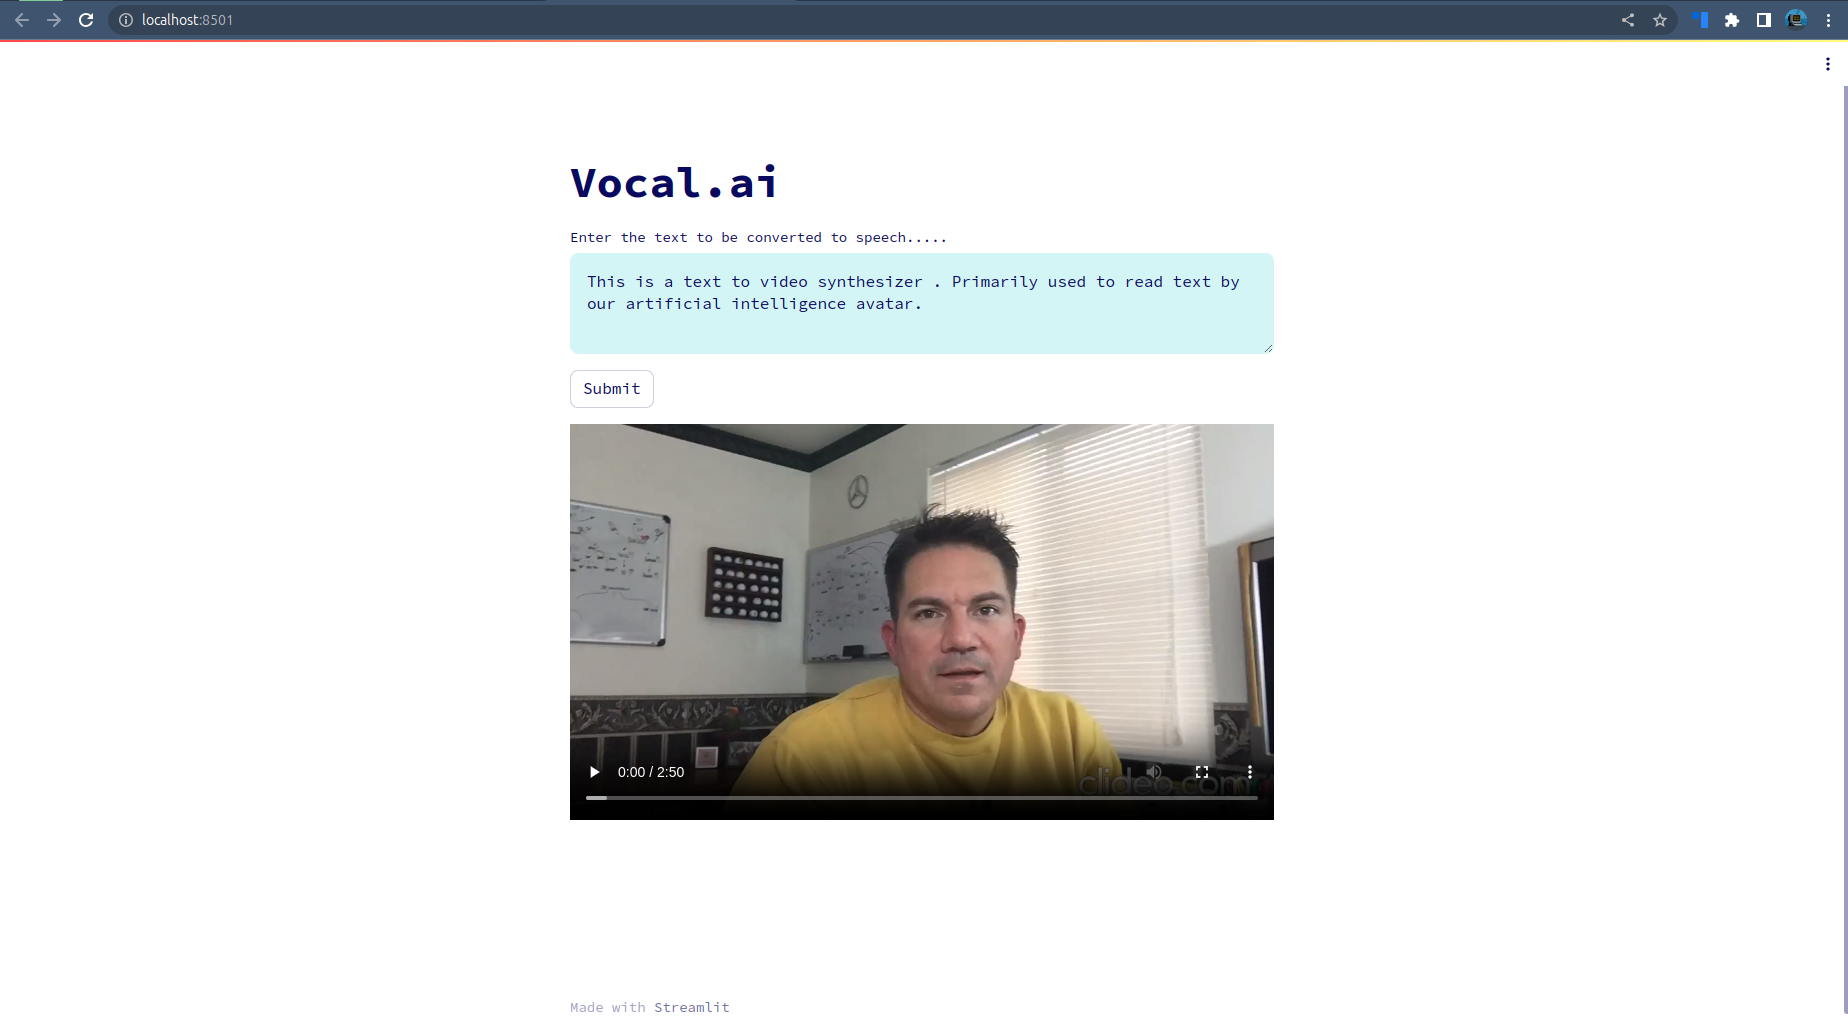 localhost:8501
Vocal.ai
Enter the text to be converted to speech.....
This is a text to video synthesizer . Primarily used to read text by
our artificial intelligence avatar.
Submit
0:00 / 2:50
clideo.com
Made with Streamlit